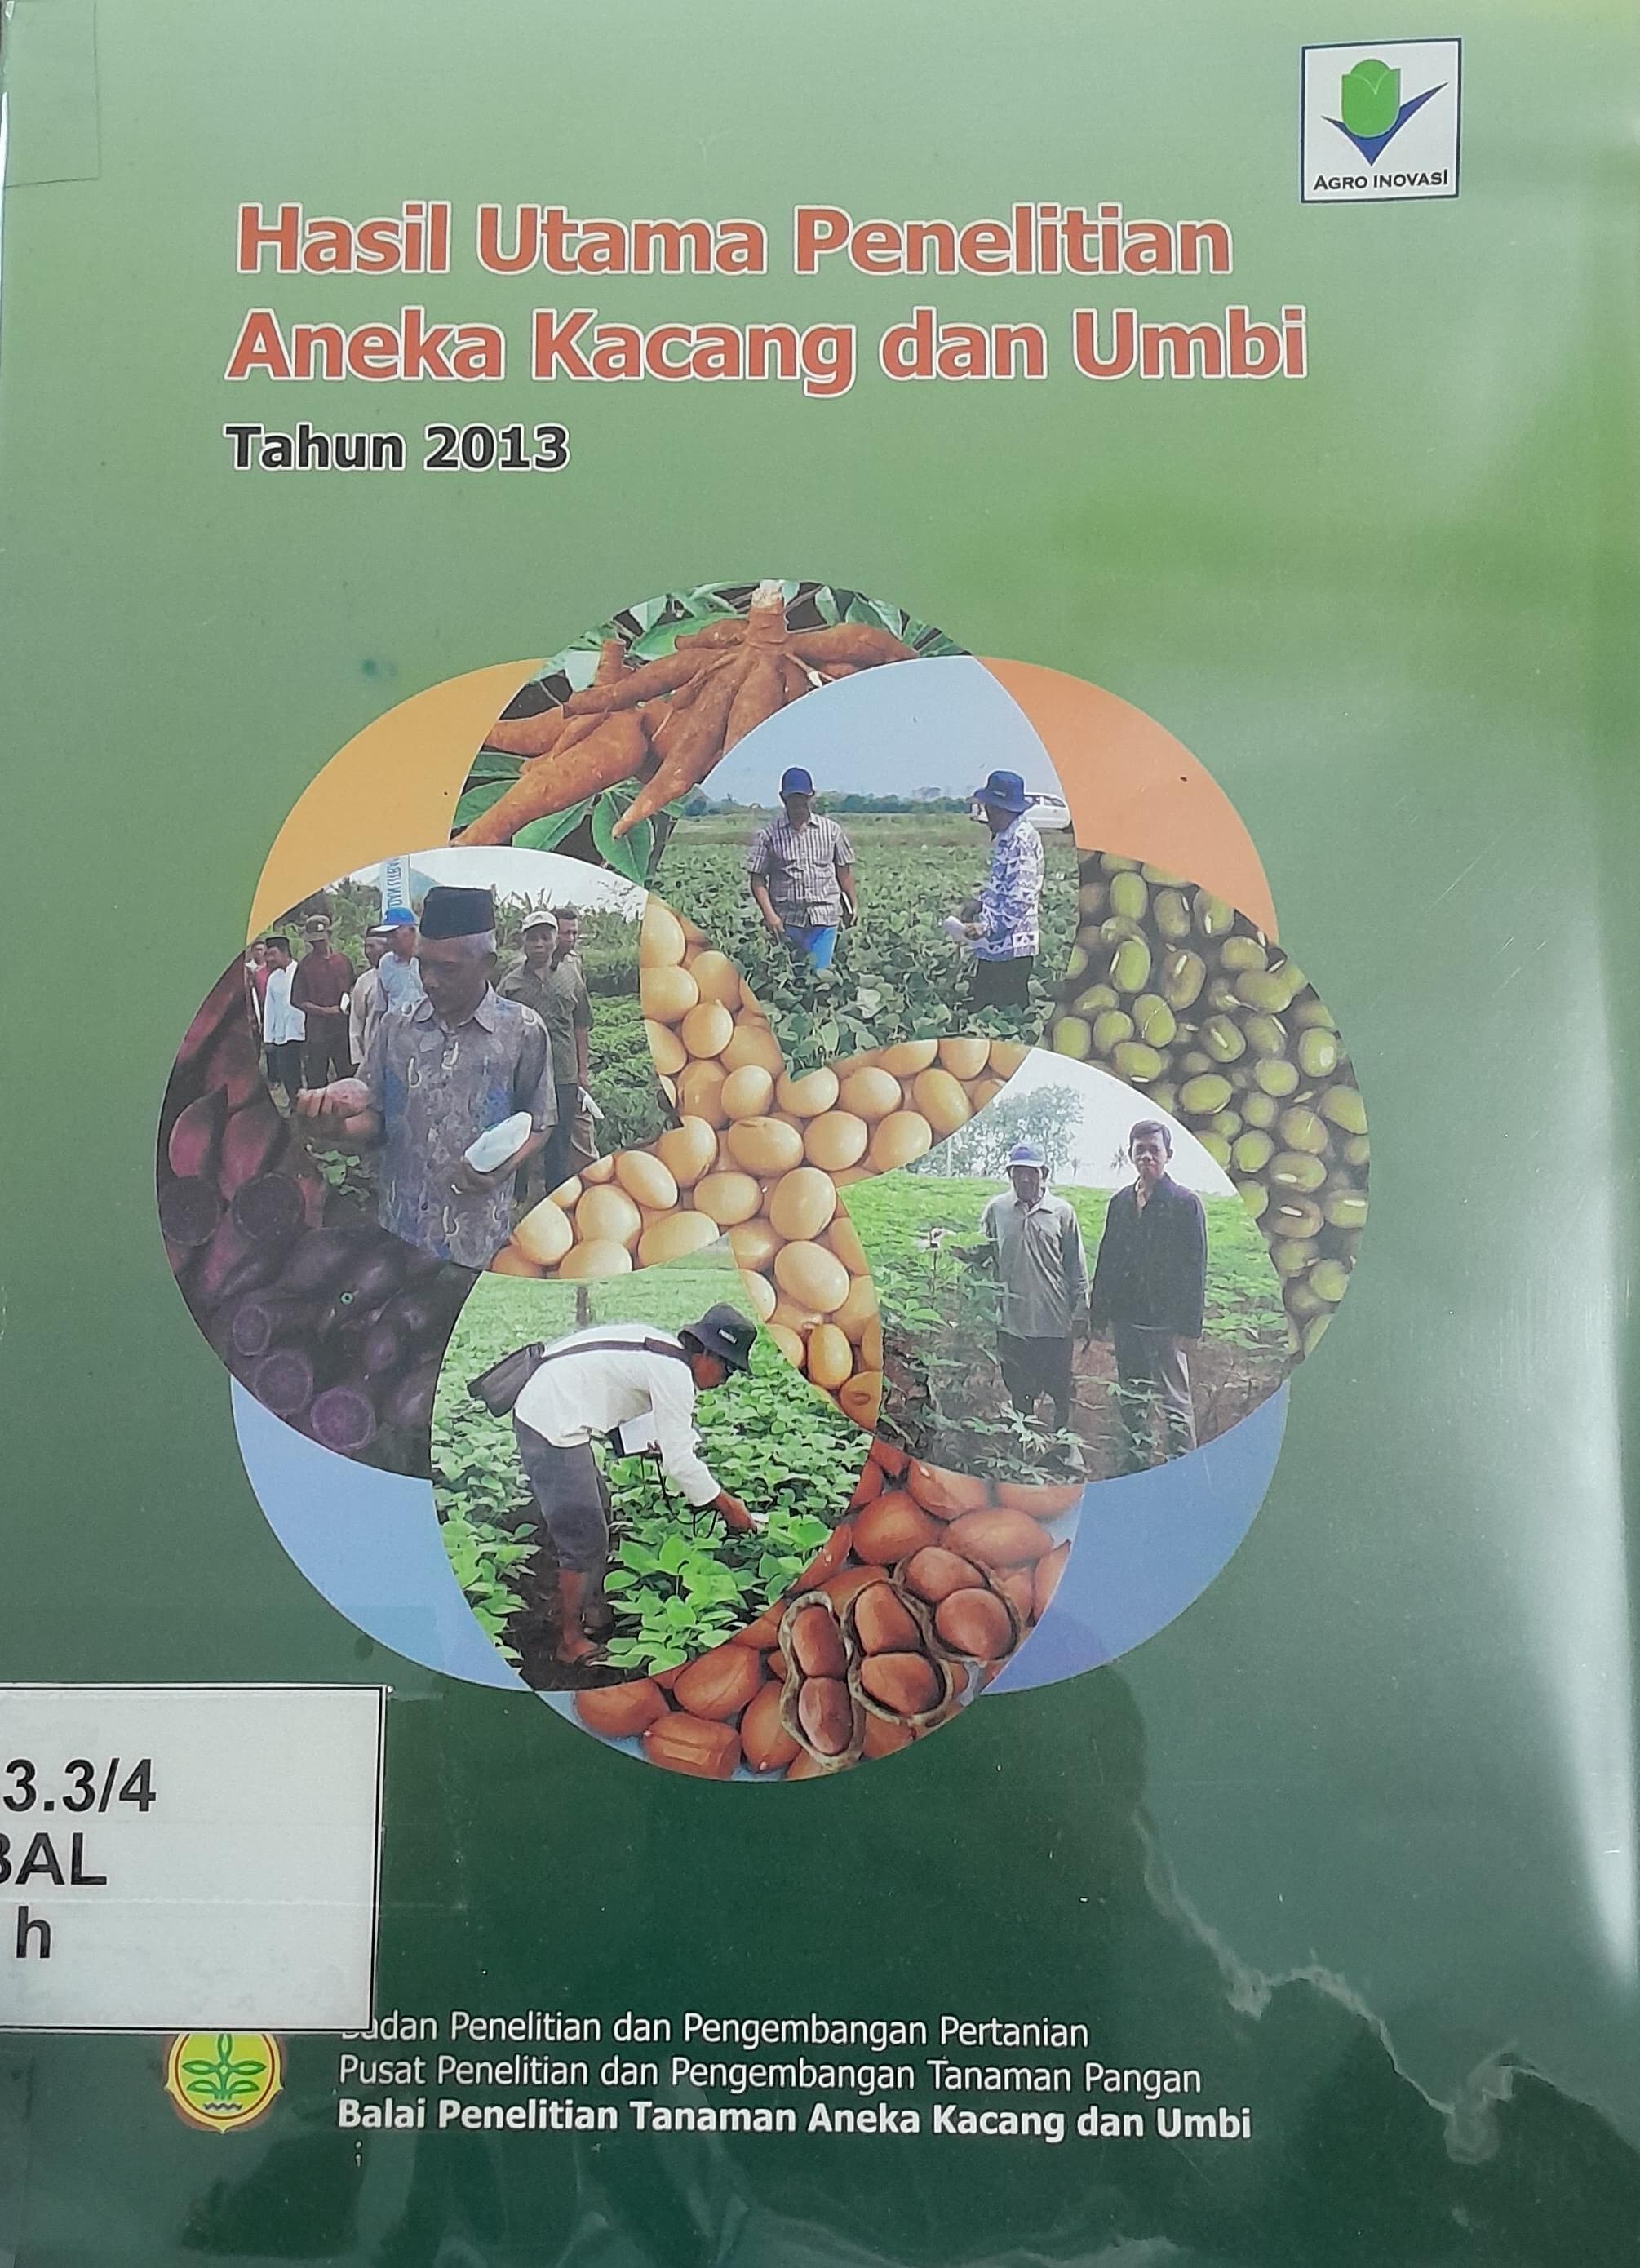 AGRO INOVASI
Hasil Utama Penelitian
Aneka Kacang dan Umbi
Tahun 2013
3.3/4
BAL
h
Badan Penelitian dan Pengembangan Pertanian
Pusat Penelitian dan Pengembangan Tanaman Pangan
Balai Penelitian Tanaman Aneka Kacang dan Umbi